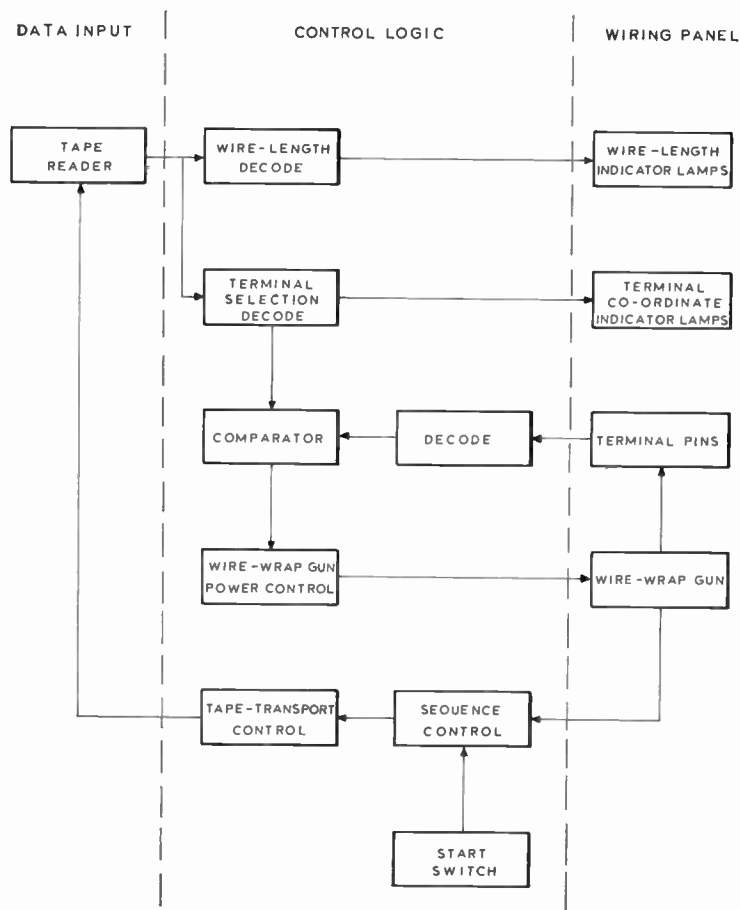 DATA INPUT
CONTROL LOGIC
WIRING PANEL
TAPE
READER
WIRE-LENGTH
DECODE
WIRE-LENGTH
INDICATOR LAMPS
TERMINAL
SELECTION
DECODE
TERMINAL
CO-ORDINATE
INDICATOR LAMPS
COMPARATOR
DECODE
TERMINAL PINS
WIRE-WRAP GUN
POWER CONTROL
WIRE-WRAP GUN
TAPE-TRANSPORT
CONTROL
SEQUENCE
CONTROL
START
SWITCH